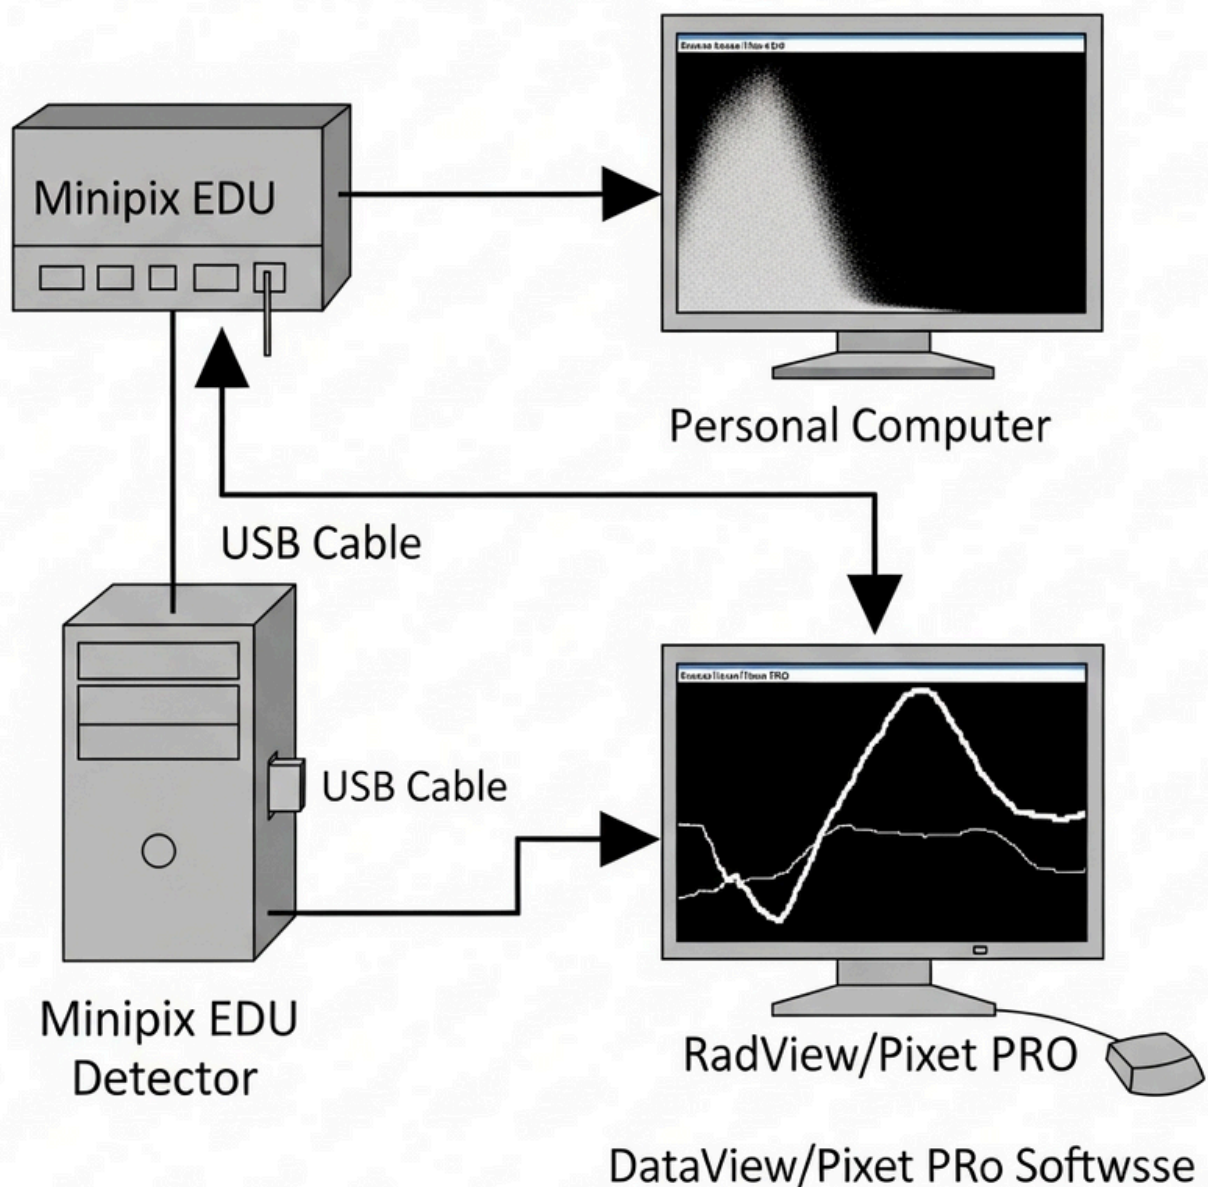 Minipix EDU
Personal Computer
USB Cable
USB Cable
Minipix EDU
Detector
RadView/Pixet PRO
DataView/Pixet PRo Softwsse